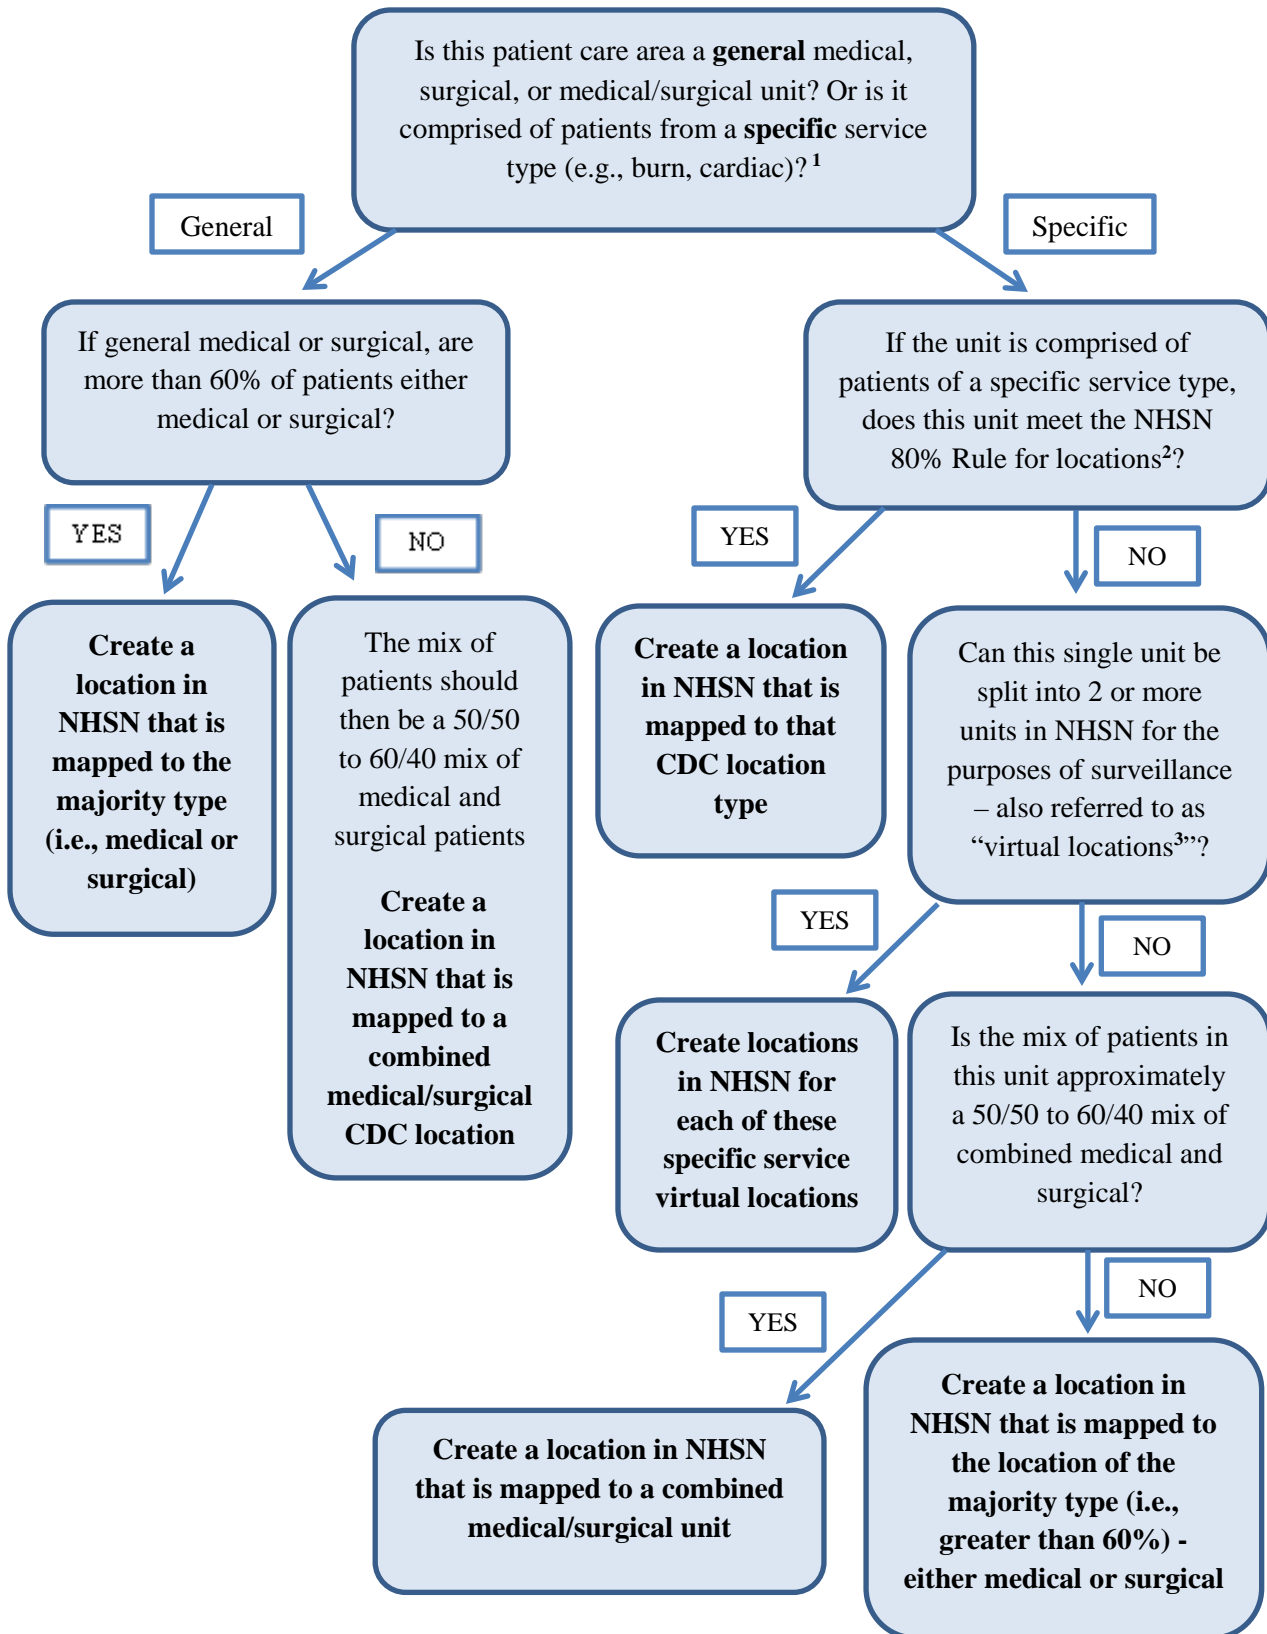 Is this patient care area a general medical,
surgical, or medical/surgical unit? Or is it
comprised of patients from a specific service
type (e.g., burn, cardiac)? 1
General
Specific
If general medical or surgical, are
more than 60% of patients either
medical or surgical?
If the unit is comprised of
patients of a specific service type,
does this unit meet the NHSN
80% Rule for locations2?
YES
NO
YES
NO
Create a
location in
NHSN that is
mapped to the
majority type
(i.e., medical or
surgical)
The mix of
patients should
then be a 50/50
to 60/40 mix of
medical and
surgical patients
Create a
location in
NHSN that is
mapped to a
combined
medical/surgical
CDC location
Create a location
in NHSN that is
mapped to that
CDC location
type
Can this single unit be
split into 2 or more
units in NHSN for the
purposes of surveillance
– also referred to as
“virtual locations3”?
YES
NO
Create locations
in NHSN for
each of these
specific service
virtual locations
Is the mix of patients in
this unit approximately
a 50/50 to 60/40 mix of
combined medical and
surgical?
YES
NO
Create a location in NHSN
that is mapped to a combined
medical/surgical unit
Create a location in
NHSN that is mapped to
the location of the
majority type (i.e.,
greater than 60%) -
either medical or surgical